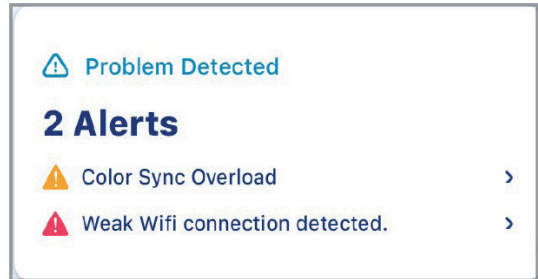 Problem Detected
2 Alerts
Color Sync Overload
Weak Wifi connection detected.